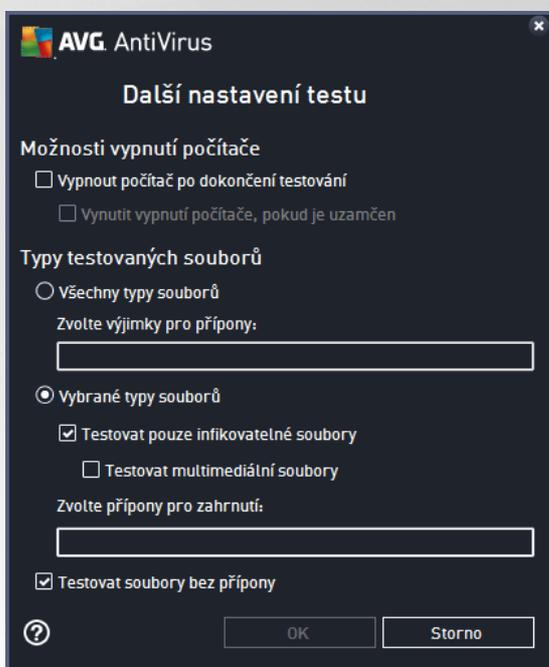 AVG. AntiVirus
Další nastavení testu
Možnosti vypnutí počítače
Vypnout počítač po dokončení testování
Vynutit vypnutí počítače, pokud je uzamčen
Typy testovaných souborů
Všechny typy souborů
Zvolte výjimky pro přípony:
Vybrané typy souborů
Testovat pouze infikovatelné soubory
Testovat multimediální soubory
Zvolte přípony pro zahrnutí:
Testovat soubory bez přípony
?
OK
Storno